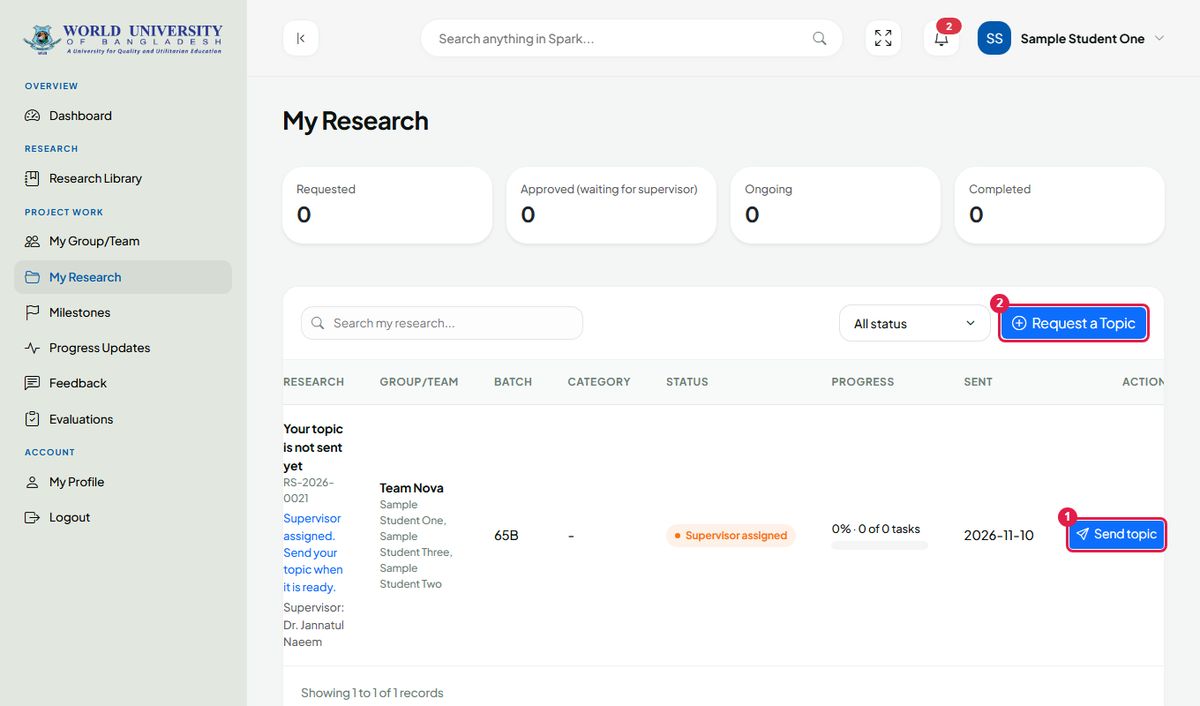 WORLD UNIVERSITY
OF BANGLADESH
A University for Quality and Utilitarian Education
Search anything in Spark...
2
SS
Sample Student One
OVERVIEW
Dashboard
RESEARCH
Research Library
PROJECT WORK
My Group/Team
My Research
Milestones
Progress Updates
Feedback
Evaluations
ACCOUNT
My Profile
Logout
My Research
Requested
0
Approved (waiting for supervisor)
0
Ongoing
0
Completed
0
Search my research...
All status
2
Request a Topic
RESEARCH GROUP/TEAM BATCH CATEGORY STATUS PROGRESS SENT ACTION
Your topic
is not sent
yet
RS-2026-
0021
Supervisor
assigned.
Send your
topic when
it is ready.
Supervisor:
Dr. Jannatul
Naeem
Team Nova
Sample
Student One,
Sample
Student Three,
Sample
Student Two
65B
-
Supervisor assigned
0% · 0 of 0 tasks
2026-11-10
1
Send topic
Showing 1 to 1 of 1 records